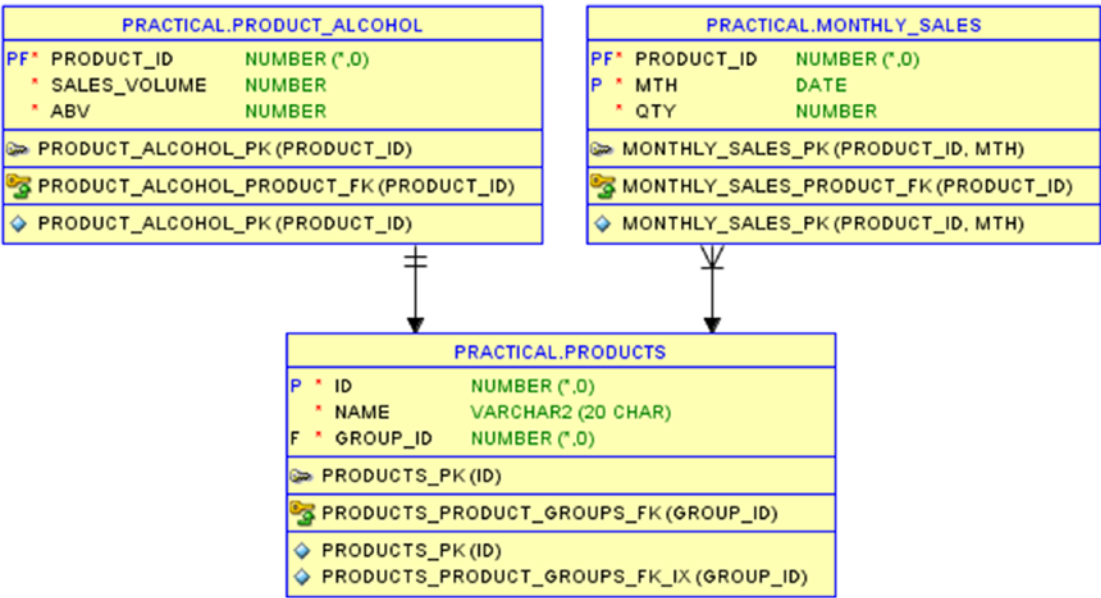 PRACTICAL.PRODUCT_ALCOHOL
PF* PRODUCT_ID NUMBER (*,0)
* SALES_VOLUME NUMBER
* ABV NUMBER
PRODUCT_ALCOHOL_PK (PRODUCT_ID)
PRODUCT_ALCOHOL_PRODUCT_FK (PRODUCT_ID)
PRODUCT_ALCOHOL_PK (PRODUCT_ID)
PRACTICAL.MONTHLY_SALES
PF* PRODUCT_ID NUMBER (*,0)
P * MTH DATE
* QTY NUMBER
MONTHLY_SALES_PK (PRODUCT_ID, MTH)
MONTHLY_SALES_PRODUCT_FK (PRODUCT_ID)
MONTHLY_SALES_PK (PRODUCT_ID, MTH)
PRACTICAL.PRODUCTS
P * ID NUMBER (*,0)
* NAME VARCHAR2 (20 CHAR)
F * GROUP_ID NUMBER (*,0)
PRODUCTS_PK (ID)
PRODUCTS_PRODUCT_GROUPS_FK (GROUP_ID)
PRODUCTS_PK (ID)
PRODUCTS_PRODUCT_GROUPS_FK_IX (GROUP_ID)